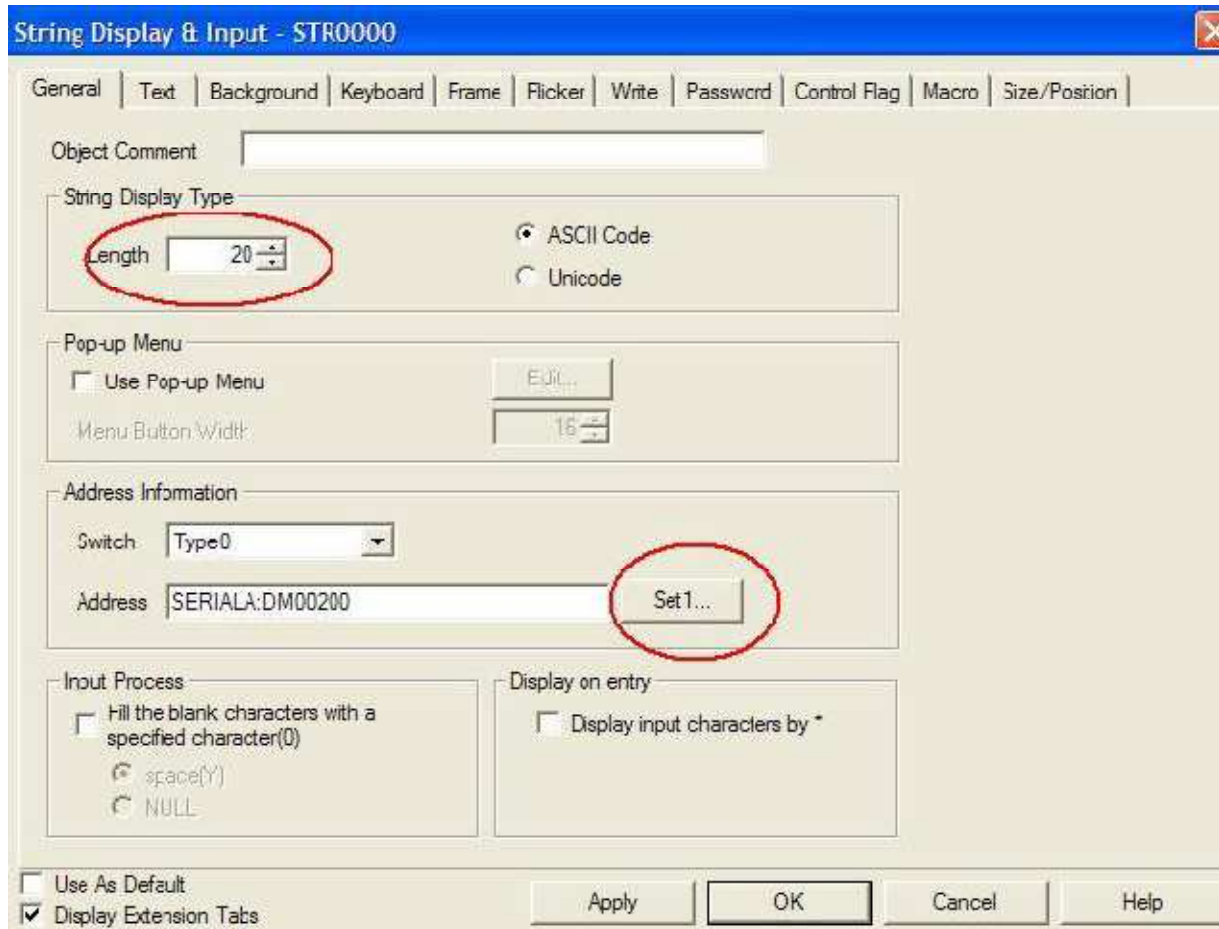 String Display & Input - STR0000
General Text Background Keyboard Frame Flicker Write Password Control Flag Macro Size/Position
Object Comment
String Display Type
Length 20 ASCII Code
Unicode
Pop-up Menu
Use Pop-up Menu Edit...
Menu Button Width 16
Address Information
Switch Type0
Address SERIALA:DM00200 Set1...
Input Process Display on entry
Fill the blank characters with a
specified character(0) Display input characters by *
space(Y)
NULL
Use As Default
Display Extension Tabs Apply OK Cancel Help